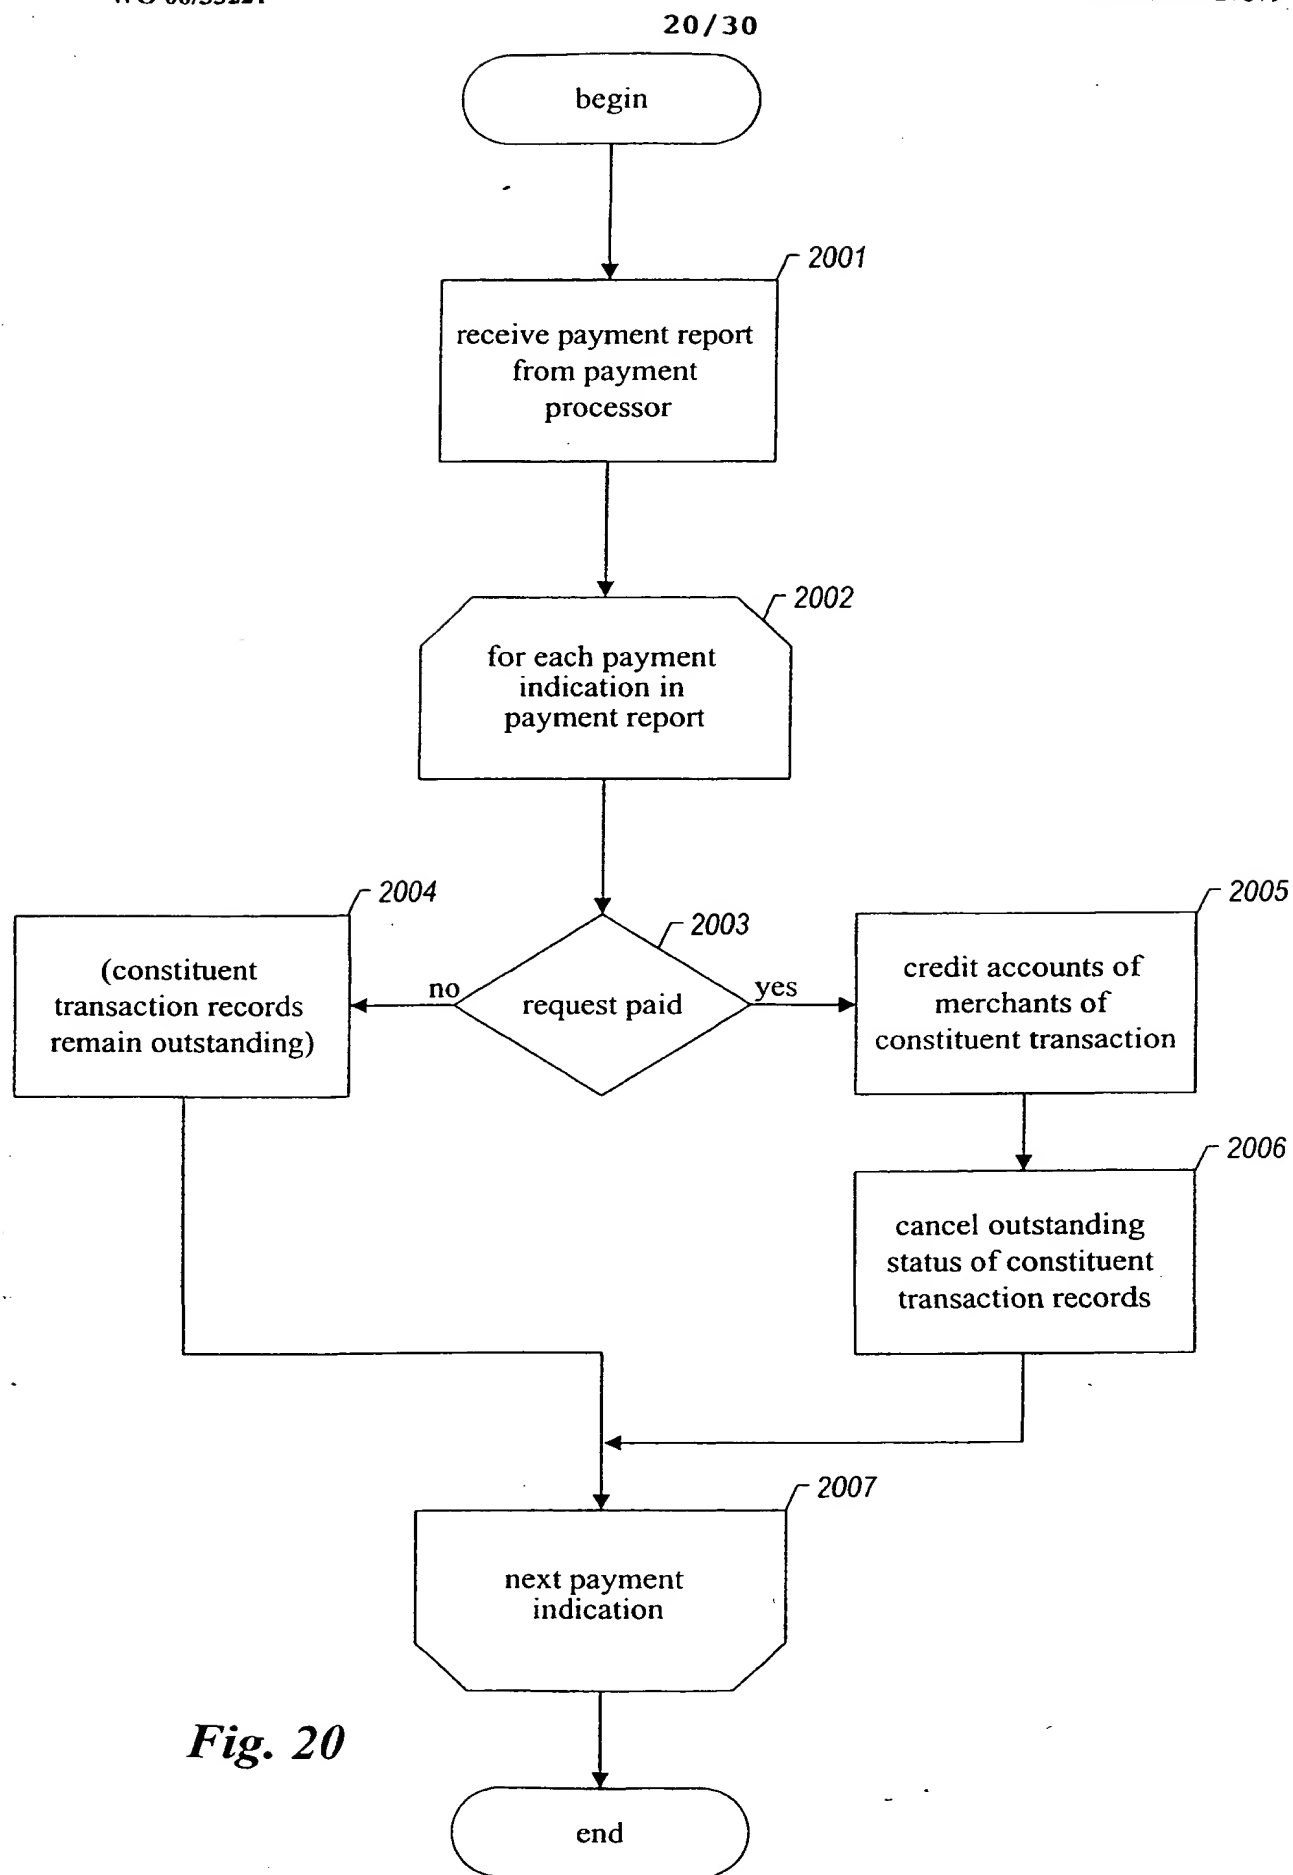 20/30
begin
2001
receive payment report
from payment
processor
2002
for each payment
indication in
payment report
2004
2003
2005
(constituent
transaction records
remain outstanding)
no
request paid
yes
credit accounts of
merchants of
constituent transaction
2006
cancel outstanding
status of constituent
transaction records
2007
next payment
indication
Fig. 20
end